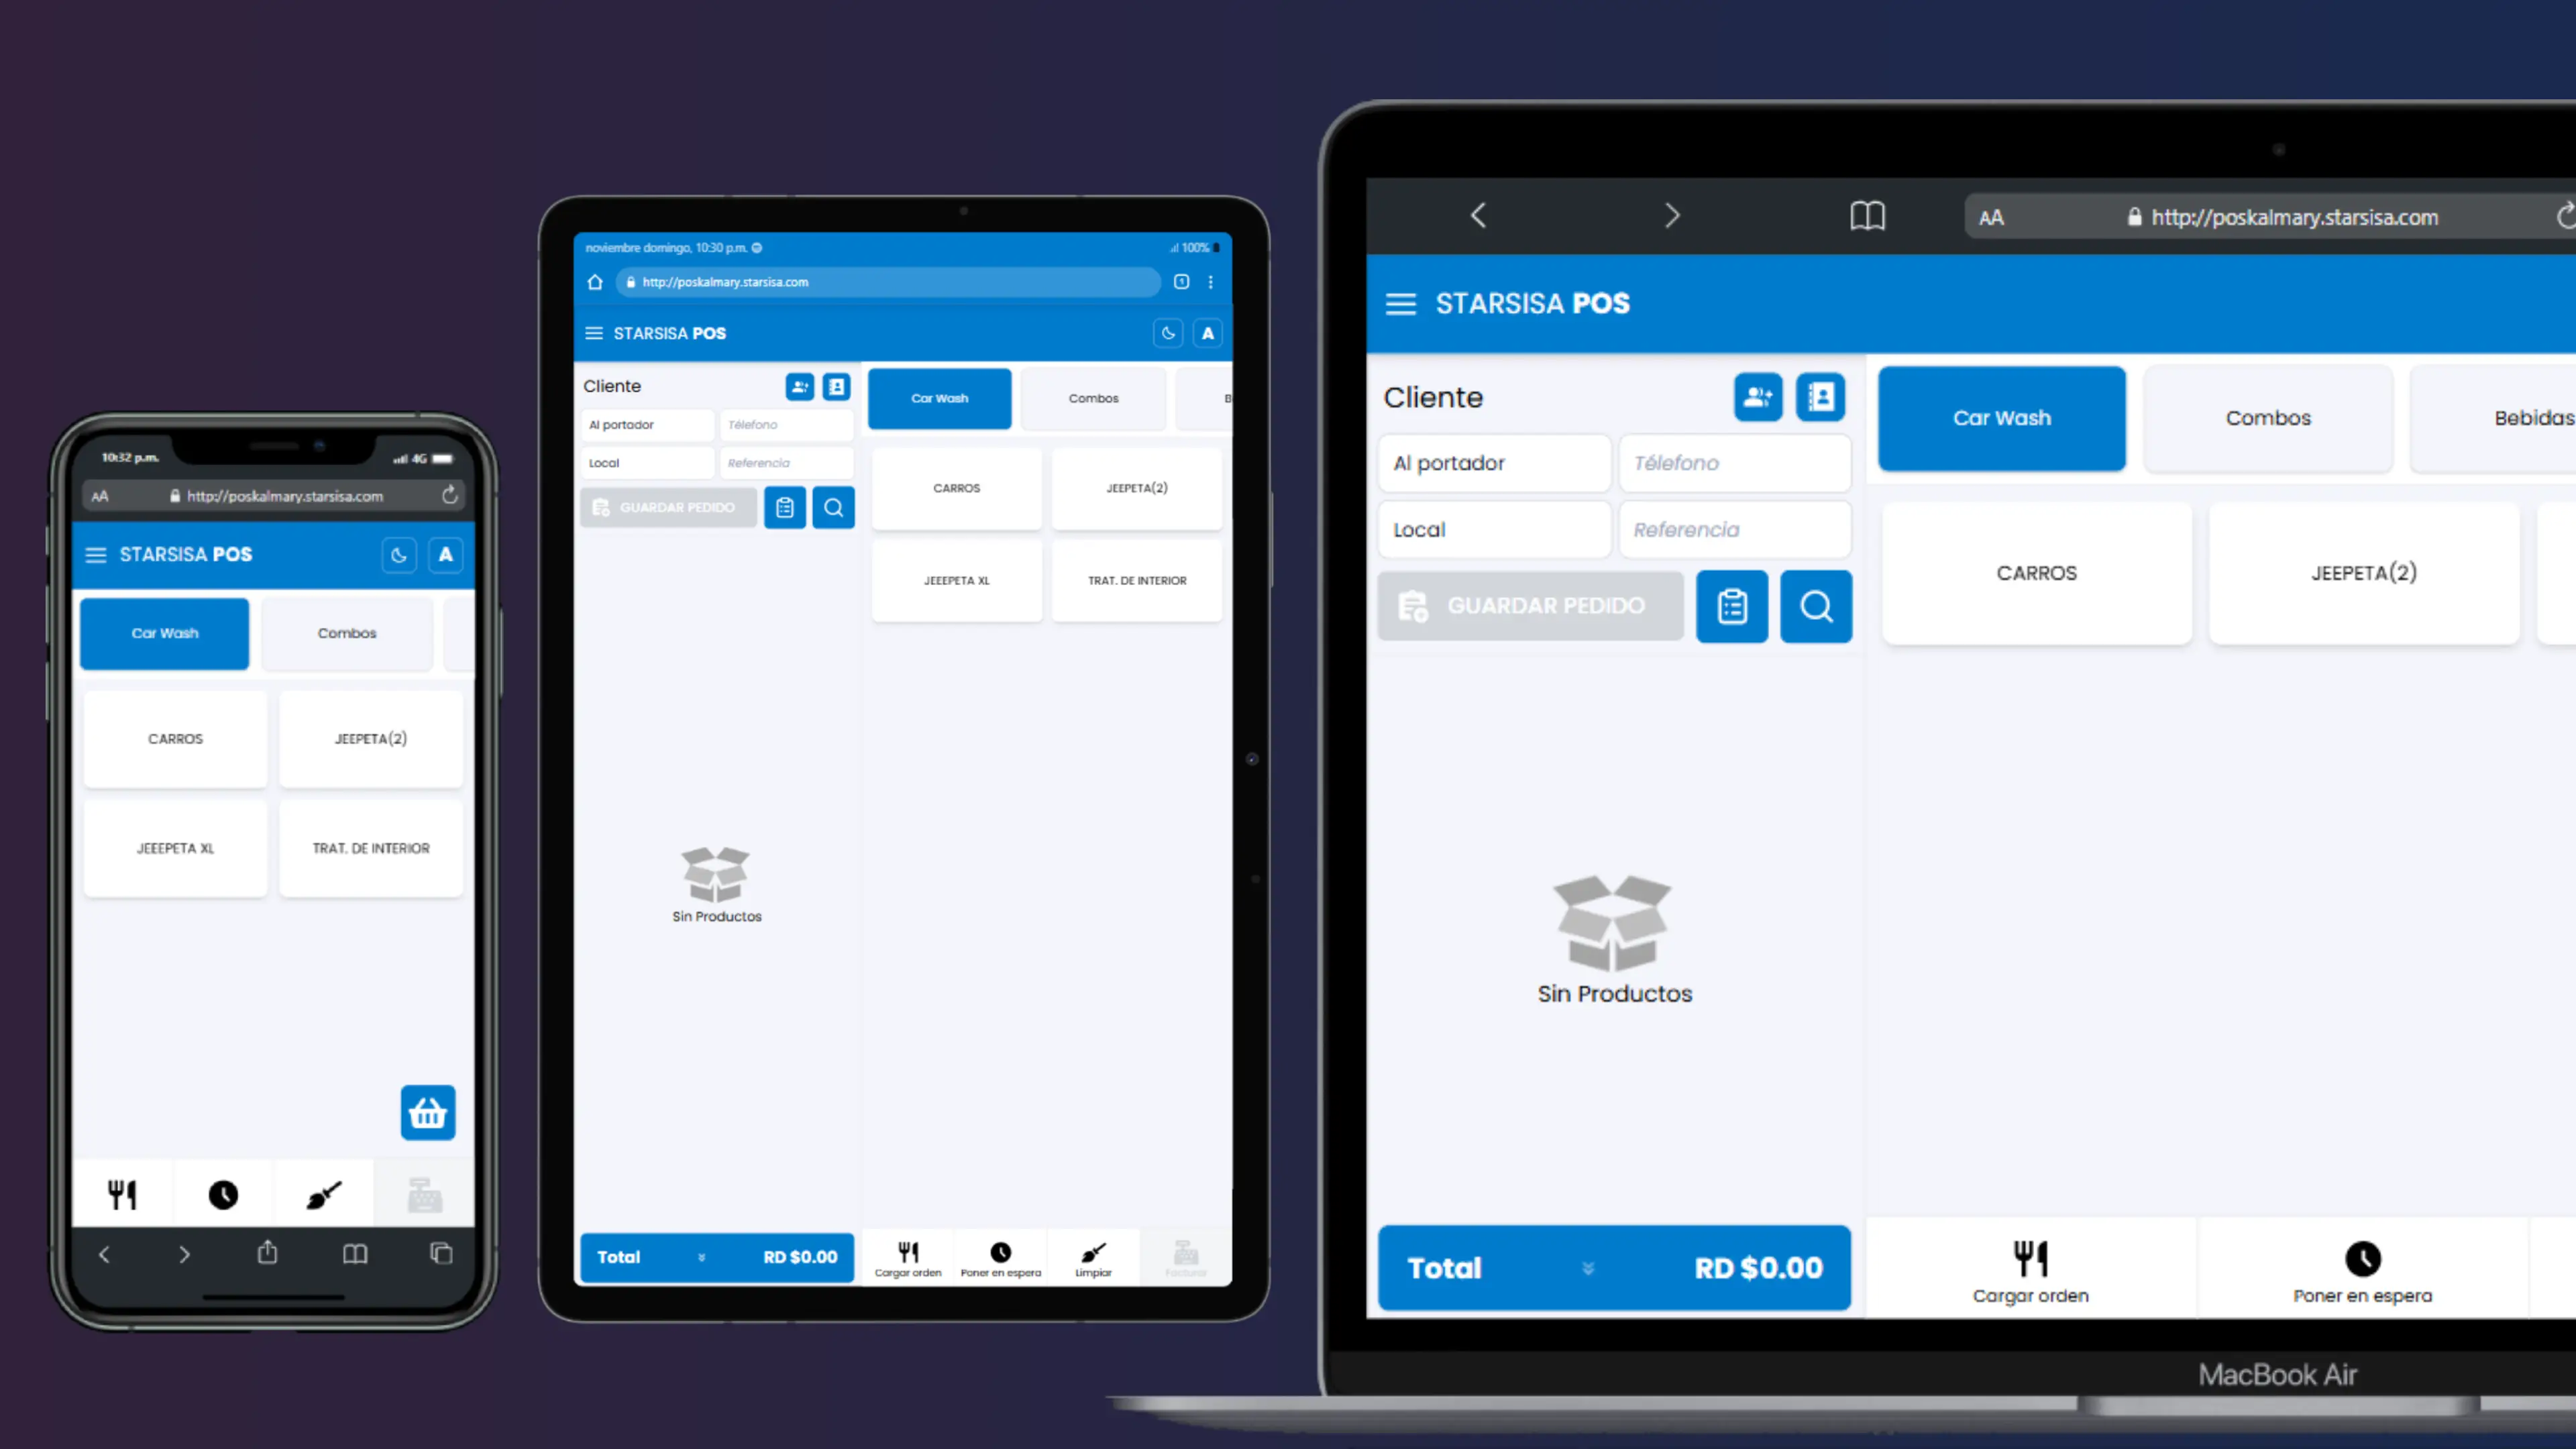 10:32 p.m.
4G
AA http://poskalmary.starsisa.com
STARSISA POS
A
Car Wash
Combos
CARROS
JEEPETA(2)
JEEEPETA XL
TRAT. DE INTERIOR
noviembre domingo, 10:30 p.m.
100%
http://poskalmary.starsisa.com
1
STARSISA POS
A
Cliente
Al portador
Télefono
Local
Referencia
GUARDAR PEDIDO
Car Wash
Combos
B
CARROS
JEEPETA(2)
JEEEPETA XL
TRAT. DE INTERIOR
Sin Productos
Total
RD $0.00
Cargar orden
Poner en espera
Limpiar
Facturar
AA http://poskalmary.starsisa.com
STARSISA POS
Cliente
Al portador
Télefono
Local
Referencia
GUARDAR PEDIDO
Car Wash
Combos
Bebidas
CARROS
JEEPETA(2)
Sin Productos
Total
RD $0.00
Cargar orden
Poner en espera
MacBook Air